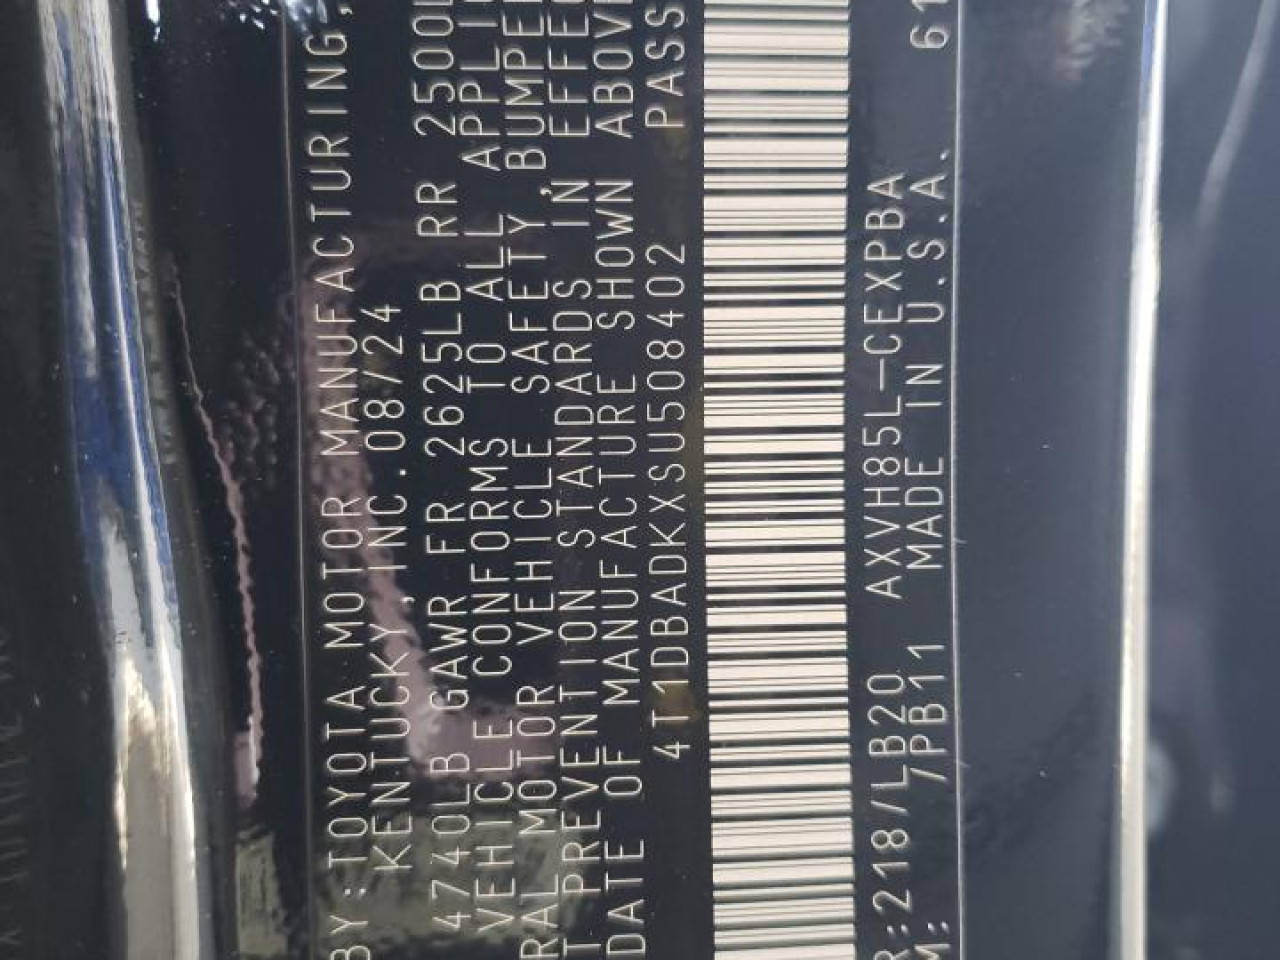 BY:TOYOTA MOTOR MANUFACTURING,
KENTUCKY,INC.08/24
4740LB GAWR FR 2625LB RR 2500L
VEHICLE CONFORMS TO ALL APPLI
RAL MOTOR VEHICLE SAFETY,BUMPE
T PREVENTION STANDARDS IN EFFEC
DATE OF MANUFACTURE SHOWN ABOVE
4T1DBADKXSU508402 PASS
R:218/LB20 AXVH85L-CEXPBA
M: /PB11 MADE IN U.S.A. 61